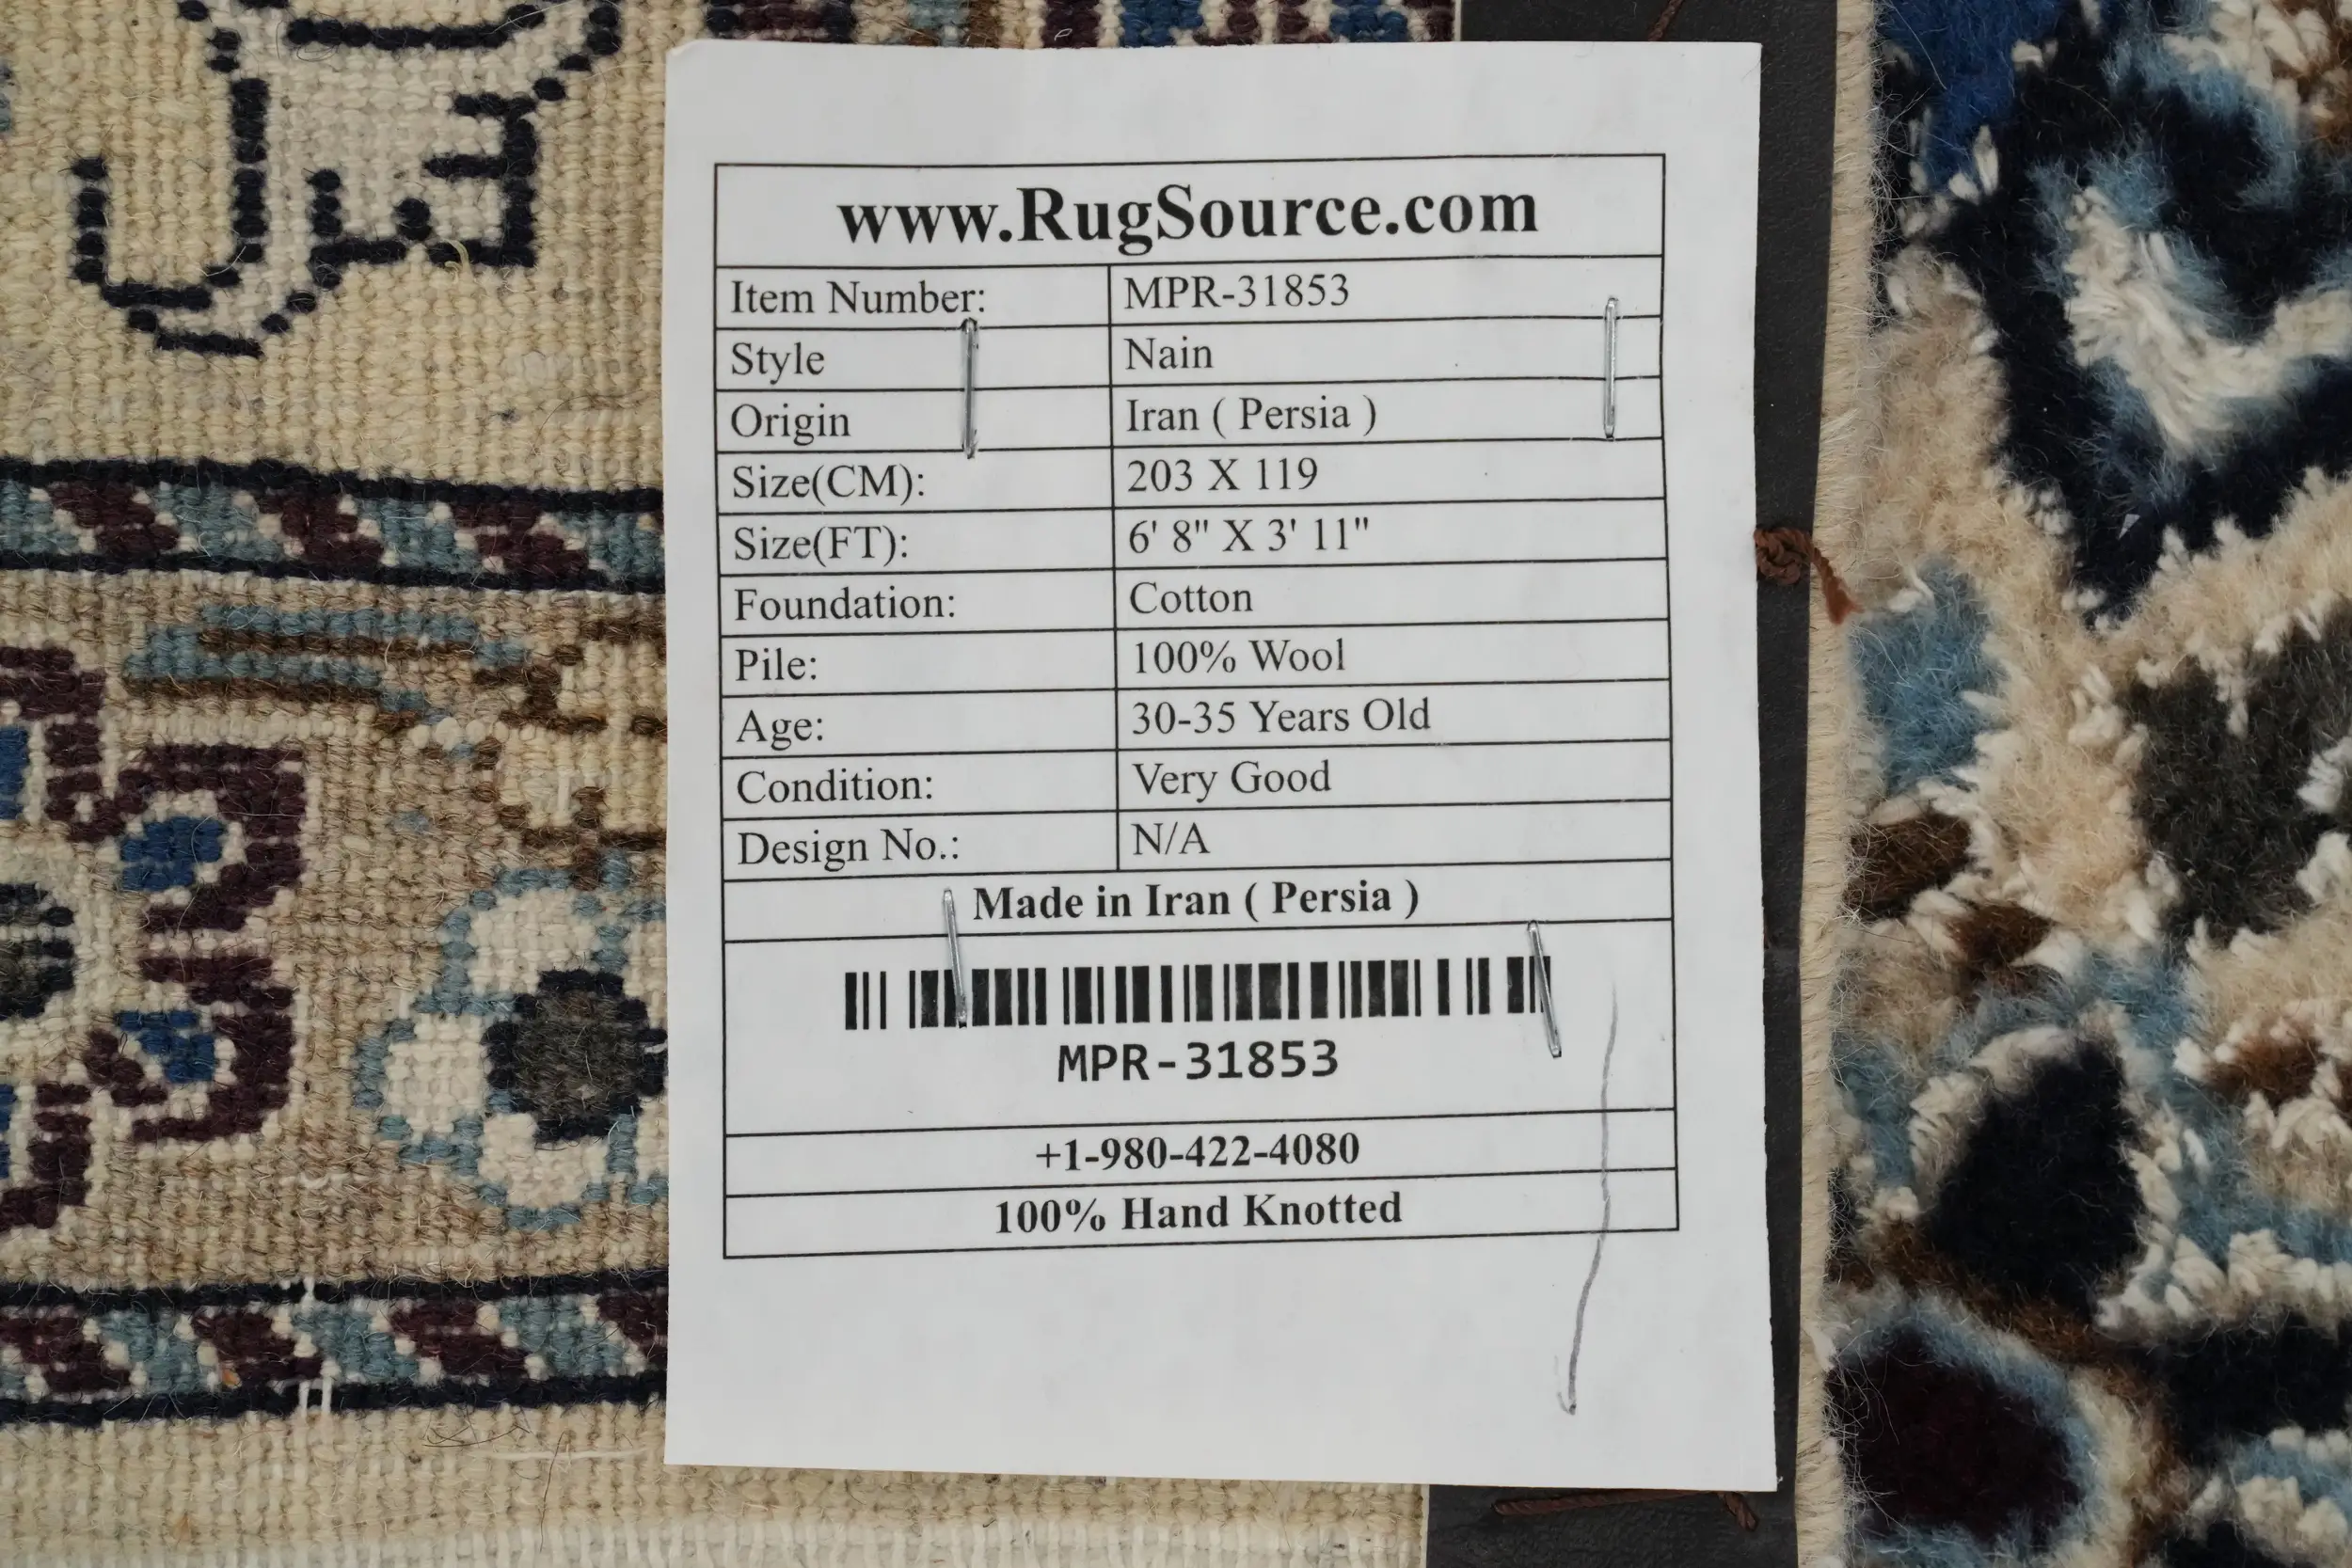 www.RugSource.com
Item Number: MPR-31853
Style Nain
Origin Iran ( Persia )
Size(CM): 203 X 119
Size(FT): 6' 8" X 3' 11"
Foundation: Cotton
Pile: 100% Wool
Age: 30-35 Years Old
Condition: Very Good
Design No.: N/A
Made in Iran ( Persia )
MPR-31853
+1-980-422-4080
100% Hand Knotted